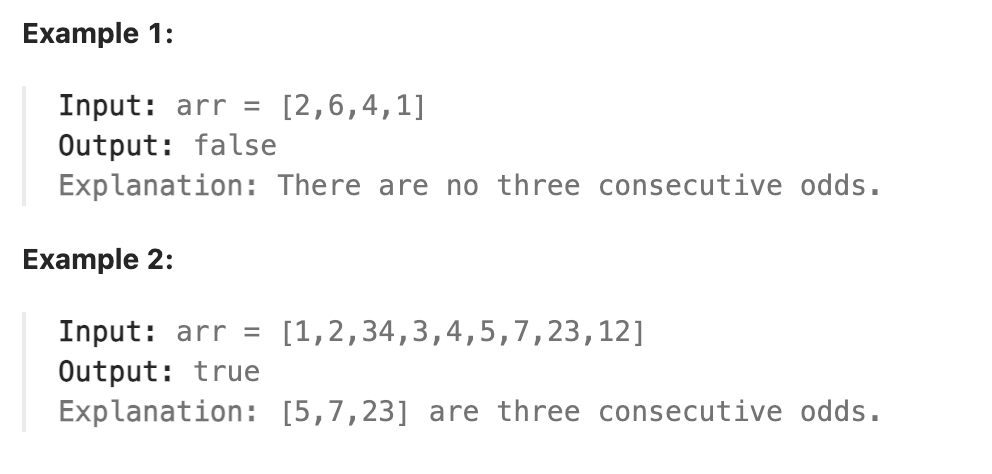 Example 1:
Input: arr = [2,6,4,1]
Output: false
Explanation: There are no three consecutive odds.
Example 2:
Input: arr = [1,2,34,3,4,5,7,23,12]
Output: true
Explanation: [5,7,23] are three consecutive odds.